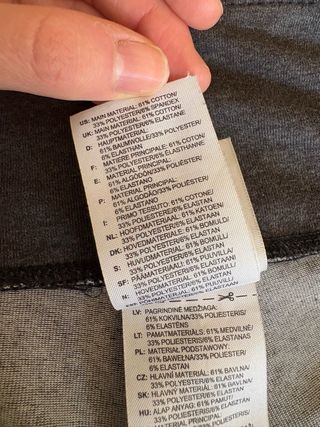 US: MAIN MATERIAL: 61% COTTON/
33% POLYESTER/6% SPANDEX
UK: MAIN MATERIAL: 61% COTTON/
33% POLYESTER/6% ELASTANE
D: HAUPTMATERIAL:
61% BAUMWOLLE/33% POLYESTER/
6% ELASTHAN
F: MATIERE PRINCIPALE: 61% COTON/
33% POLYESTER/6% ELASTHANNE
E: MATERIAL PRINCIPAL:
61% ALGODÓN/33% POLIÉSTER/
6% ELASTANO
P: MATERIAL PRINCIPAL:
61% ALGODÃO/33% POLIÉSTER/
6% ELASTANO
I: PRIMO TESSUTO: 61% COTONE/
33% POLIESTERE/6% ELASTAN
NL: HOOFDMATERIAAL: 61% KATOEN/
33% POLYESTER/6% ELASTAAN
DK: HOVEDMATERIALE: 61% BOMULD/
33% POLYESTER/6% ELASTAN
S: HUVUDMATERIAL: 61% BOMULL/
33% POLYESTER/6% ELASTAN
SF: PÄÄMATERIAALI: 61% PUUVILLA/
33% POLYESTERI/6% ELASTAANI
N: HOVEDMATERIALE: 61% BOMULL/
33% POLYESTER/6% ELASTAN
61% PUUVILLA/
LV: PAGRINDINĖ MEDŽIAGA:
61% KOKVILNA/33% POLIESTERIS/
6% ELASTĒNS
LT: PAMATMATERIĀLS: 61% MEDVILNĖ/
33% POLIESTERIS/6% ELASTANAS
PL: MATERIAŁ PODSTAWOWY:
61% BAWEŁNA/33% POLIESTER/
6% ELASTAN
CZ: HLAVNÍ MATERIÁL: 61% BAVLNA/
33% POLYESTER/6% ELASTAN
SK: HLAVNÝ MATERIÁL: 61% BAVLNA/
33% POLYESTER/6% ELASTAN
HU: ALAP ANYAG: 61% PAMUT/
33% POLIÉSZTER/6% ELASZTÁN
MATERIAL PRINCIPAL: